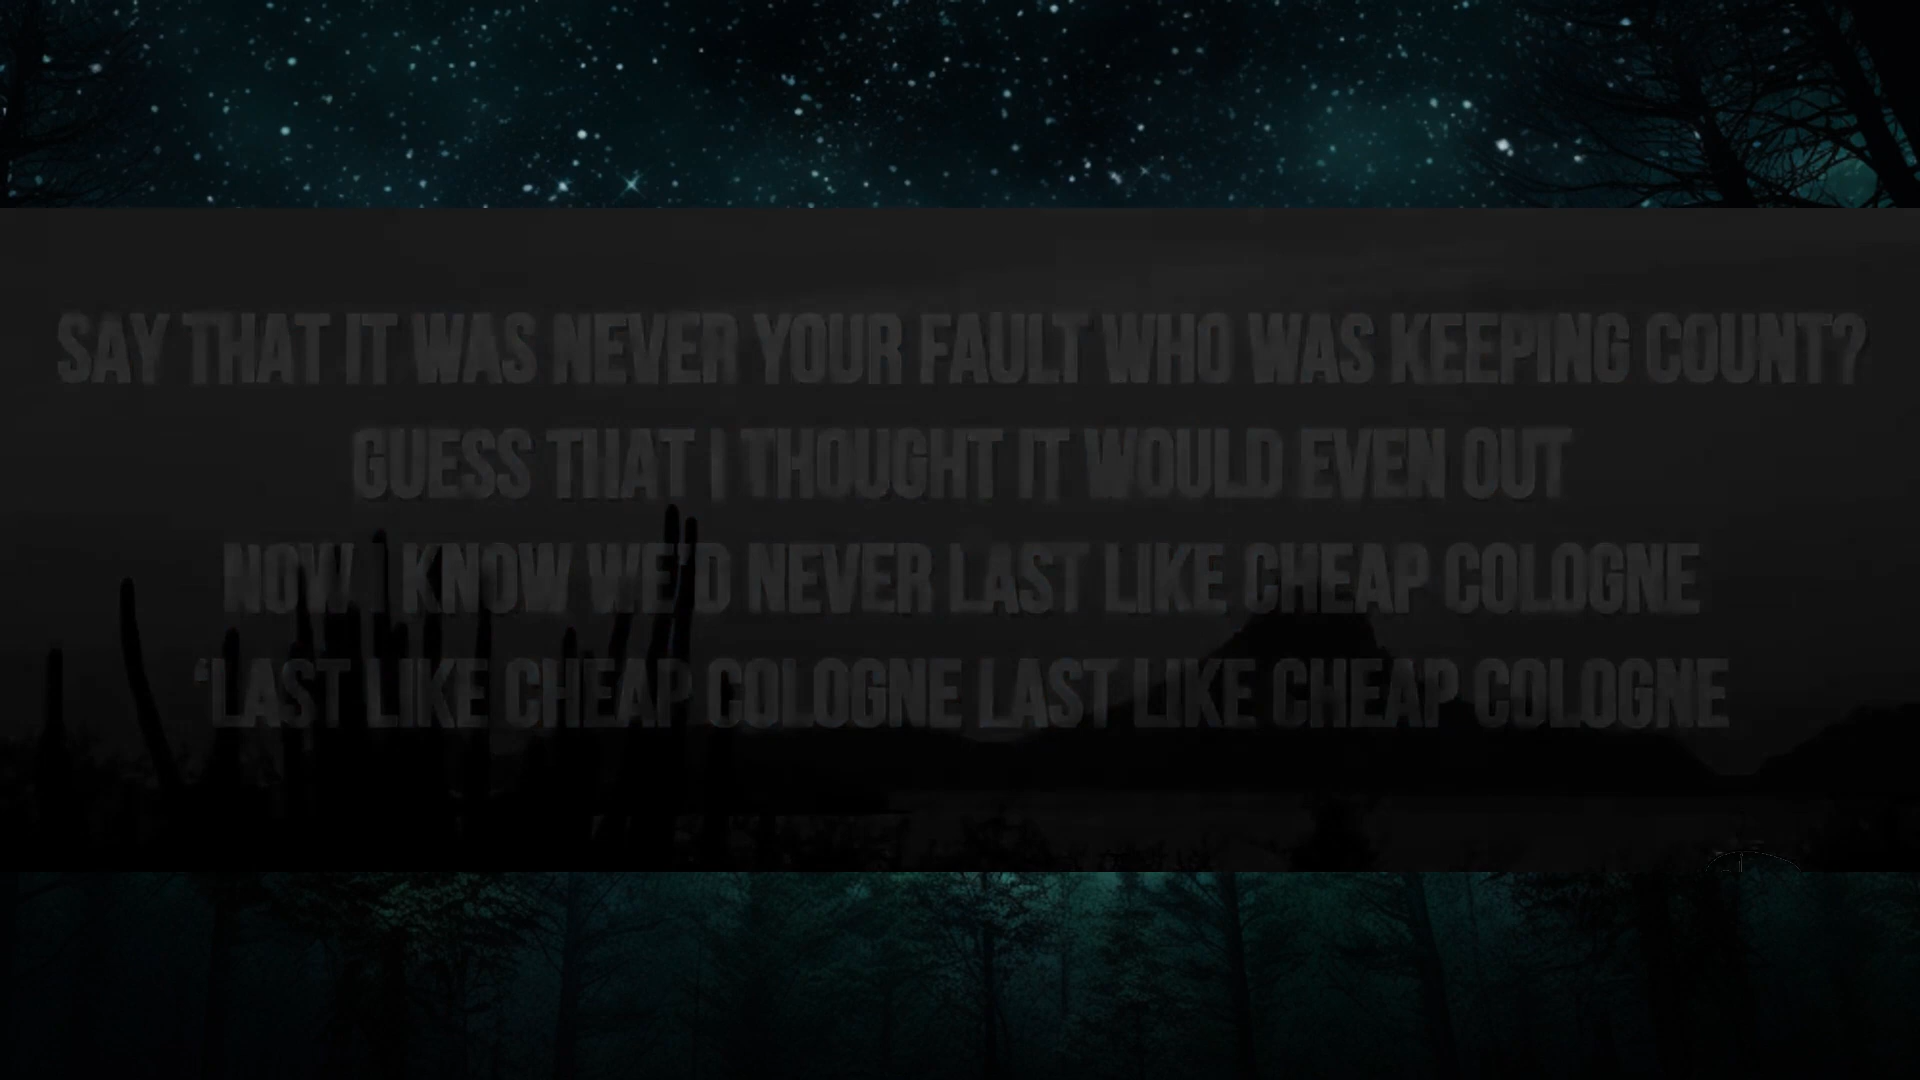 SAY THAT IT WAS NEVER YOUR FAULT WHO WAS KEEPING COUNT?
GUESS THAT I THOUGHT IT WOULD EVEN OUT
NOW I KNOW WE'D NEVER LAST LIKE CHEAP COLOGNE
‘LAST LIKE CHEAP COLOGNE LAST LIKE CHEAP COLOGNE